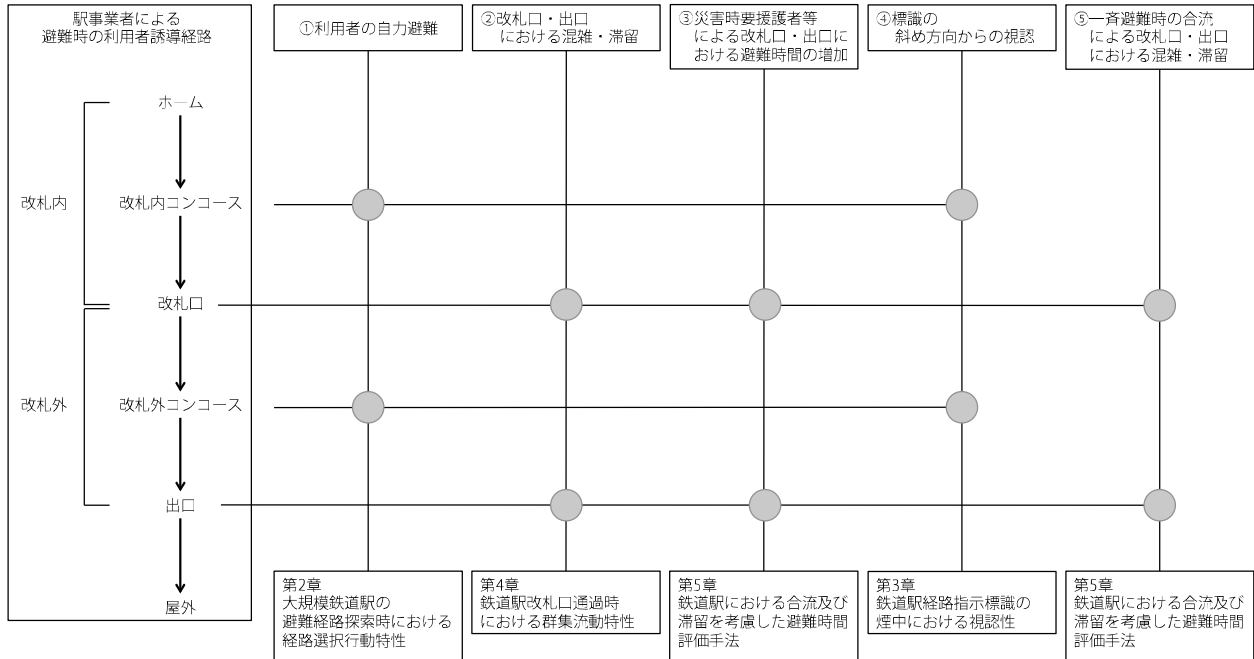 駅事業者による
避難時の利用者誘導経路
①利用者の自力避難
②改札口・出口
における混雑・滞留
③災害時要援護者等
による改札口・出口に
おける避難時間の増加
④標識の
斜め方向からの視認
⑤一斉避難時の合流
による改札口・出口
における混雑・滞留
ホーム
改札内
改札内コンコース
改札口
改札外
改札外コンコース
出口
屋外
第2章
大規模鉄道駅の
避難経路探索時における
経路選択行動特性
第4章
鉄道駅改札口通過時
における群集流動特性
第5章
鉄道駅における合流及び
滞留を考慮した避難時間
評価手法
第3章
鉄道駅経路指示標識の
煙中における視認性
第5章
鉄道駅における合流及び
滞留を考慮した避難時間
評価手法